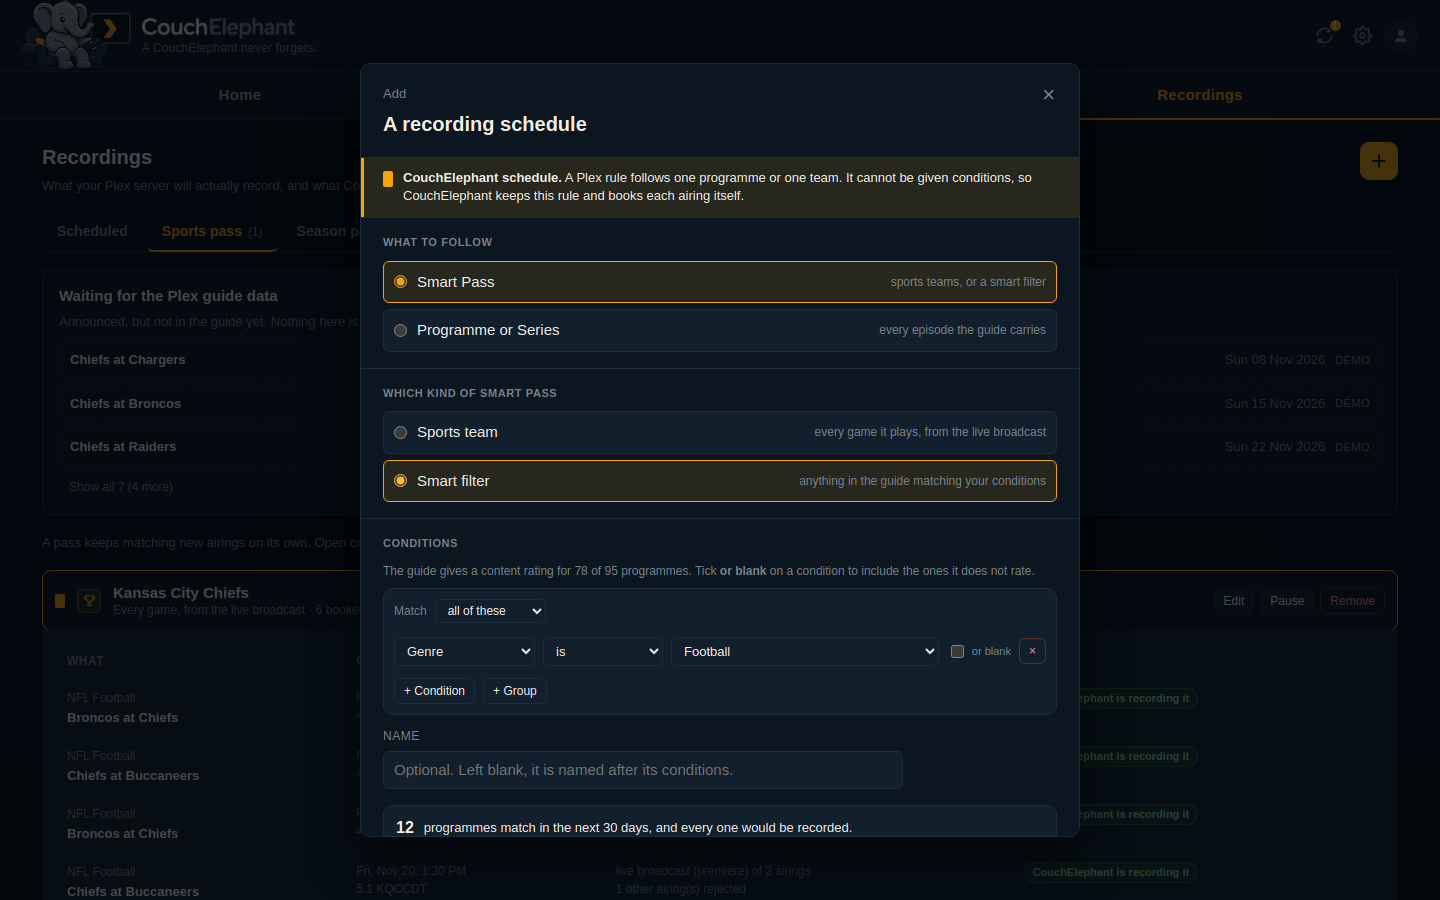 CouchElephant
A CouchElephant never forgets.
Home
Recordings
Recordings
What your Plex server will actually record, and what Co
Scheduled
Sports pass (1)
Season p
Waiting for the Plex guide data
Announced, but not in the guide yet. Nothing here is
Chiefs at Chargers
Sun 08 Nov 2026 DEMO
Chiefs at Broncos
Sun 15 Nov 2026 DEMO
Chiefs at Raiders
Sun 22 Nov 2026 DEMO
Show all 7 (4 more)
A pass keeps matching new airings on its own. Open or
Kansas City Chiefs
Every game, from the live broadcast · 6 booke
Edit
Pause
Remove
WHAT
NFL Football
Broncos at Chiefs
ephant is recording it
NFL Football
Chiefs at Buccaneers
ephant is recording it
NFL Football
Broncos at Chiefs
ephant is recording it
NFL Football
Chiefs at Buccaneers
Fri, Nov 20, 1:30 PM
5.1 KQCCDT
live broadcast (premiere) of 2 airings
1 other airing(s) rejected
CouchElephant is recording it
Add
×
A recording schedule
CouchElephant schedule. A Plex rule follows one programme or one team. It cannot be given conditions, so
CouchElephant keeps this rule and books each airing itself.
WHAT TO FOLLOW
Smart Pass
sports teams, or a smart filter
Programme or Series
every episode the guide carries
WHICH KIND OF SMART PASS
Sports team
every game it plays, from the live broadcast
Smart filter
anything in the guide matching your conditions
CONDITIONS
The guide gives a content rating for 78 of 95 programmes. Tick or blank on a condition to include the ones it does not rate.
Match
all of these
Genre
is
Football
or blank
×
+ Condition
+ Group
NAME
Optional. Left blank, it is named after its conditions.
12 programmes match in the next 30 days, and every one would be recorded.